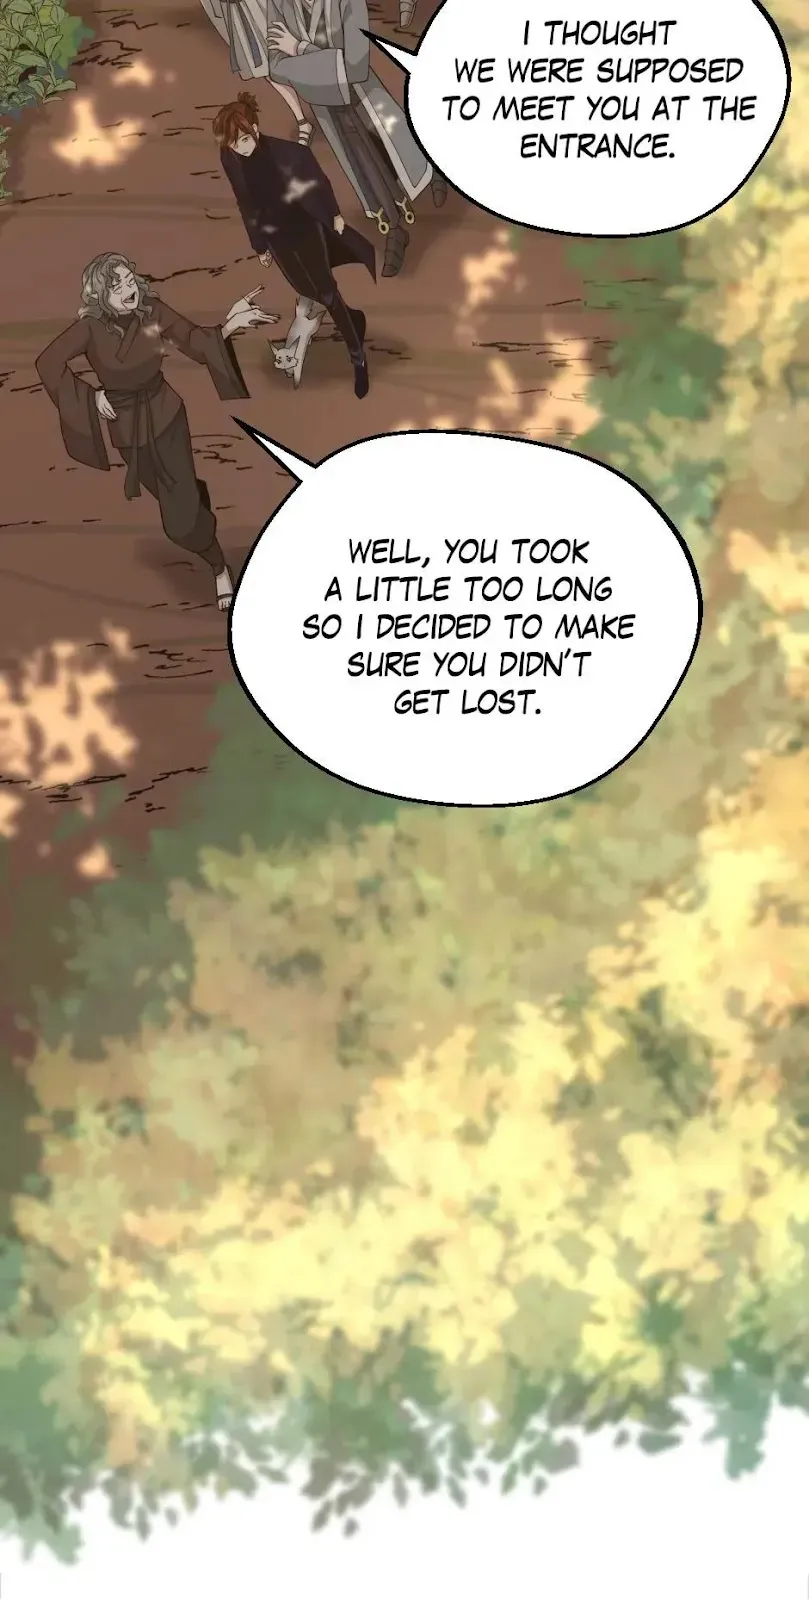 I THOUGHT
WE WERE SUPPOSED
TO MEET YOU AT THE
ENTRANCE.
WELL, YOU TOOK
A LITTLE TOO LONG
SO I DECIDED TO MAKE
SURE YOU DIDN'T
GET LOST.